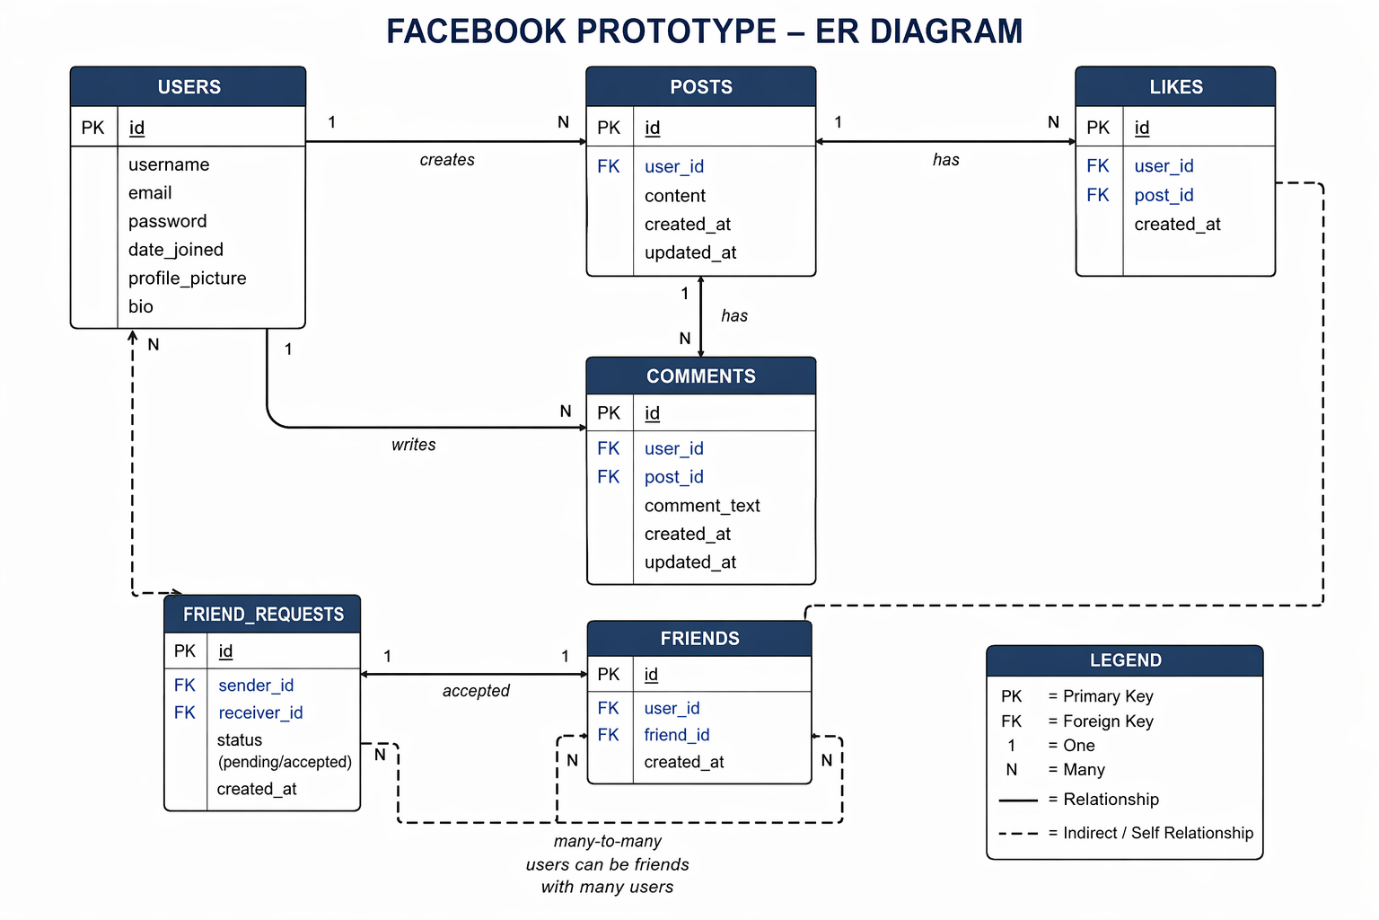 FACEBOOK PROTOTYPE – ER DIAGRAM
USERS
PK id
username
email
password
date_joined
profile_picture
bio
1 N
creates
POSTS
PK id
FK user_id
content
created_at
updated_at
1 N
has
LIKES
PK id
FK user_id
FK post_id
created_at
1
has
N
N
1
N
writes
COMMENTS
PK id
FK user_id
FK post_id
comment_text
created_at
updated_at
FRIEND_REQUESTS
PK id
FK sender_id
FK receiver_id
status
(pending/accepted)
created_at
1 1
accepted
N
FRIENDS
PK id
FK user_id
FK friend_id
created_at
N
N
many-to-many
users can be friends
with many users
LEGEND
PK = Primary Key
FK = Foreign Key
1 = One
N = Many
= Relationship
= Indirect / Self Relationship